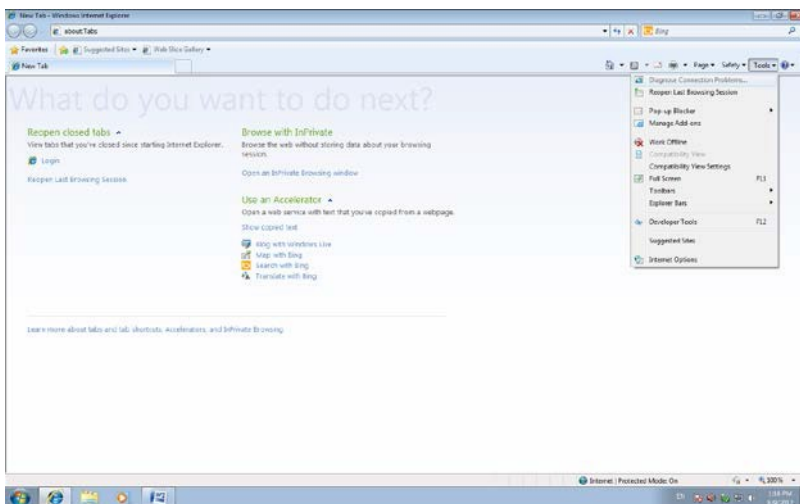 New Tab - Windows Internet Explorer
about:Tabs
Bing
Favorites
Suggested Sites
Web Slice Gallery
New Tab
Page
Safety
Tools
What do you want to do next?
Reopen closed tabs
View tabs that you've closed since starting Internet Explorer.
Login
Reopen Last Browsing Session
Browse with InPrivate
Browse the web without storing data about your browsing
session.
Open an InPrivate Browsing window
Use an Accelerator
Open a web service with text that you've copied from a webpage.
Show copied text
Blog with Windows Live
Map with Bing
Search with Bing
Translate with Bing
Learn more about tabs and tab shortcuts, Accelerators, and InPrivate Browsing.
Diagnose Connection Problems...
Reopen Last Browsing Session
Pop-up Blocker
Manage Add-ons
Work Offline
Compatibility View
Compatibility View Settings
Full Screen F11
Toolbars
Explorer Bars
Developer Tools F12
Suggested Sites
Internet Options
Internet | Protected Mode: On
100%
EN